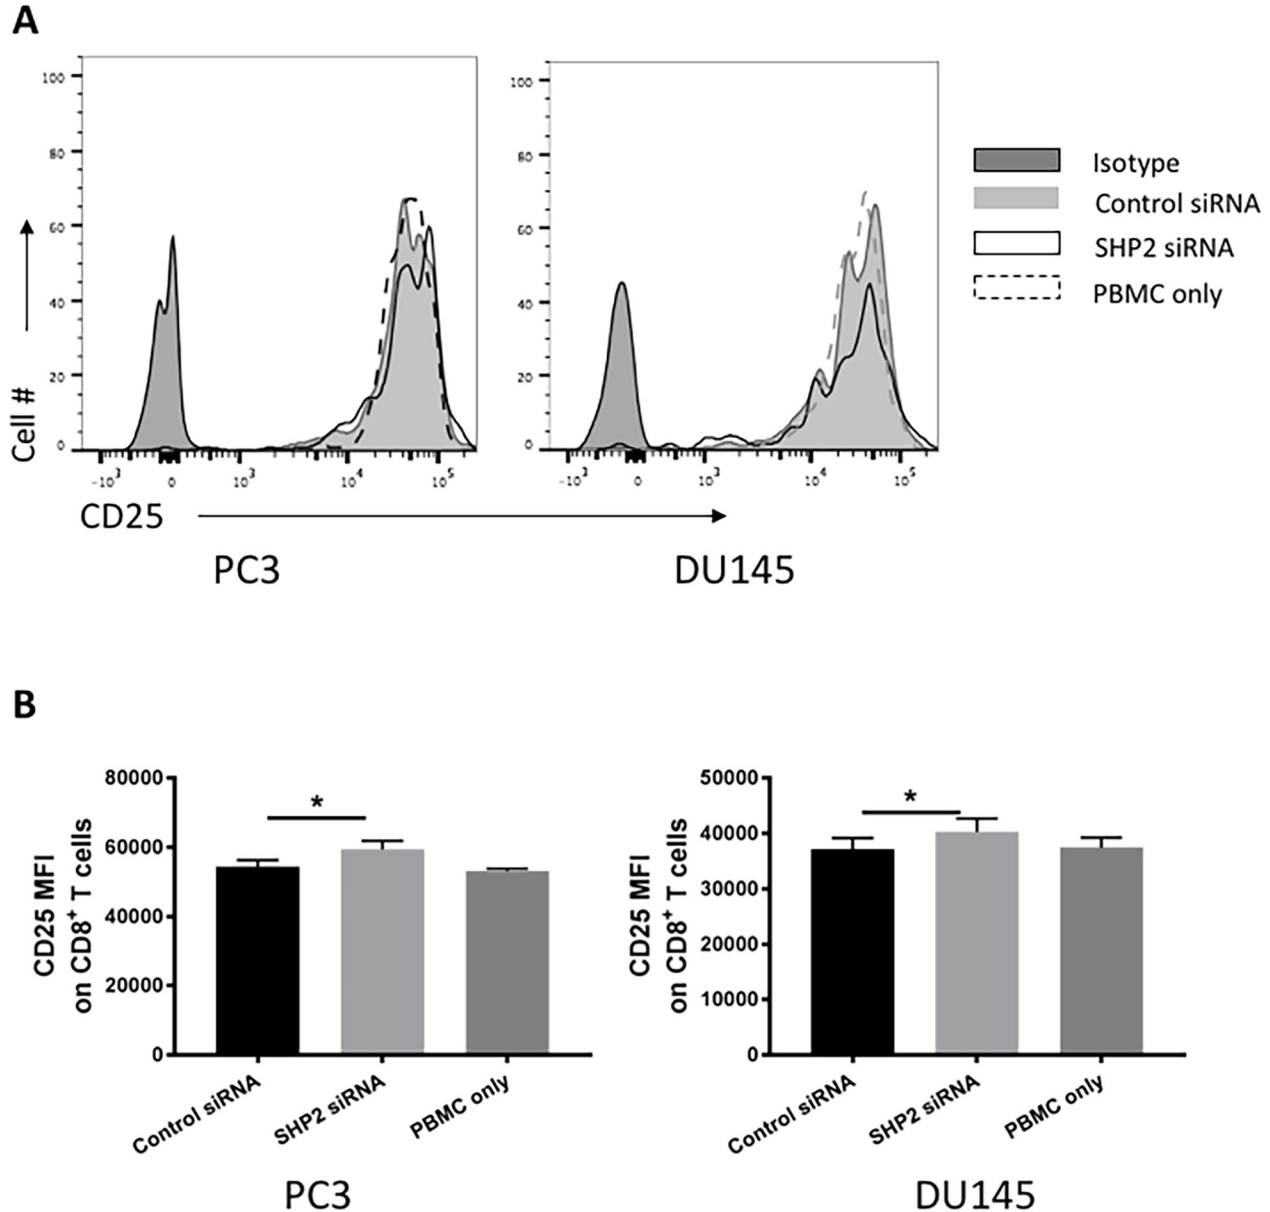 A
100
80
60
40
20
0
-10³ 0 10³ 10⁴ 10⁵
Cell #
100
80
60
40
20
0
-10³ 0 10³ 10⁴ 10⁵
Isotype
Control siRNA
SHP2 siRNA
PBMC only
CD25
PC3
DU145
B
80000
60000
40000
20000
0
CD25 MFI
on CD8⁺ T cells
*
Control siRNA
SHP2 siRNA
PBMC only
PC3
50000
40000
30000
20000
10000
0
CD25 MFI
on CD8⁺ T cells
*
Control siRNA
SHP2 siRNA
PBMC only
DU145